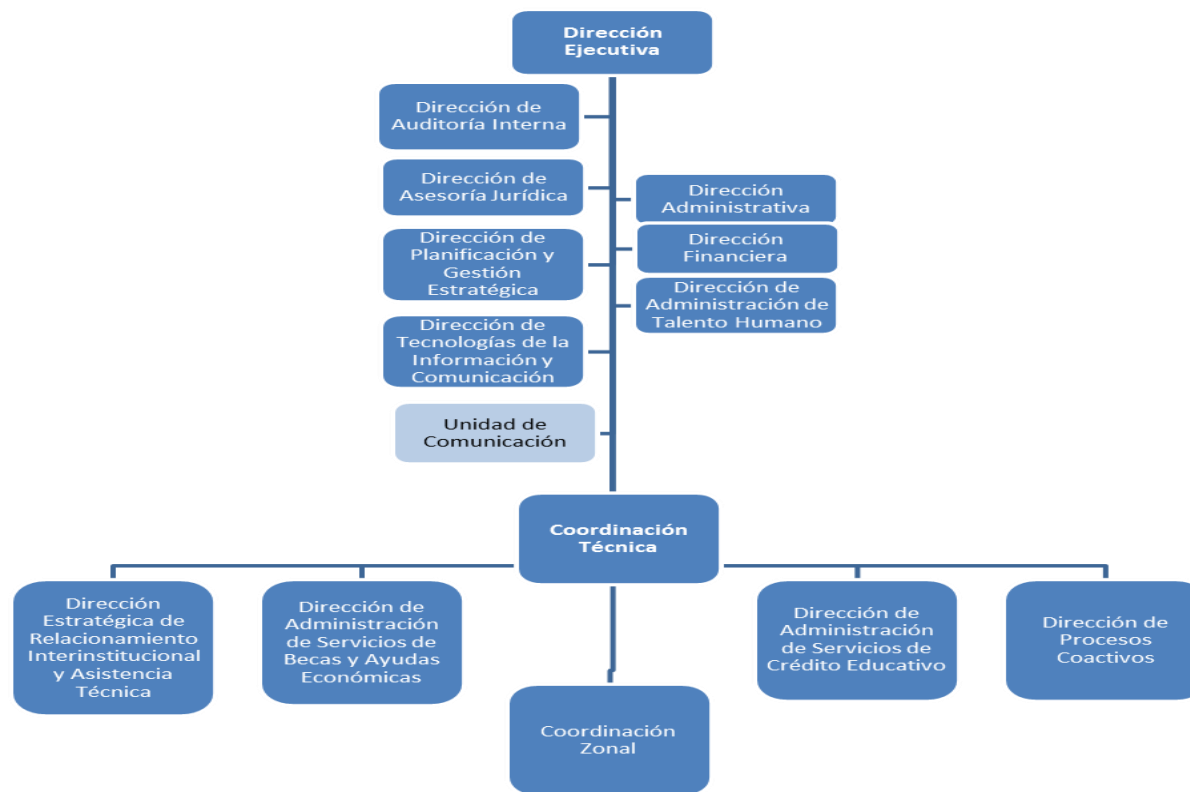 Dirección
Ejecutiva
Dirección de
Auditoría Interna
Dirección de
Asesoría Jurídica
Dirección
Administrativa
Dirección de
Planificación y
Gestión
Estratégica
Dirección
Financiera
Dirección de
Administración de
Talento Humano
Dirección de
Tecnologías de la
Información y
Comunicación
Unidad de
Comunicación
Coordinación
Técnica
Dirección
Estratégica de
Relacionamiento
Interinstitucional
y Asistencia
Técnica
Dirección de
Administración
de Servicios de
Becas y Ayudas
Económicas
Dirección de
Administración
de Servicios de
Crédito Educativo
Dirección de
Procesos
Coactivos
Coordinación
Zonal